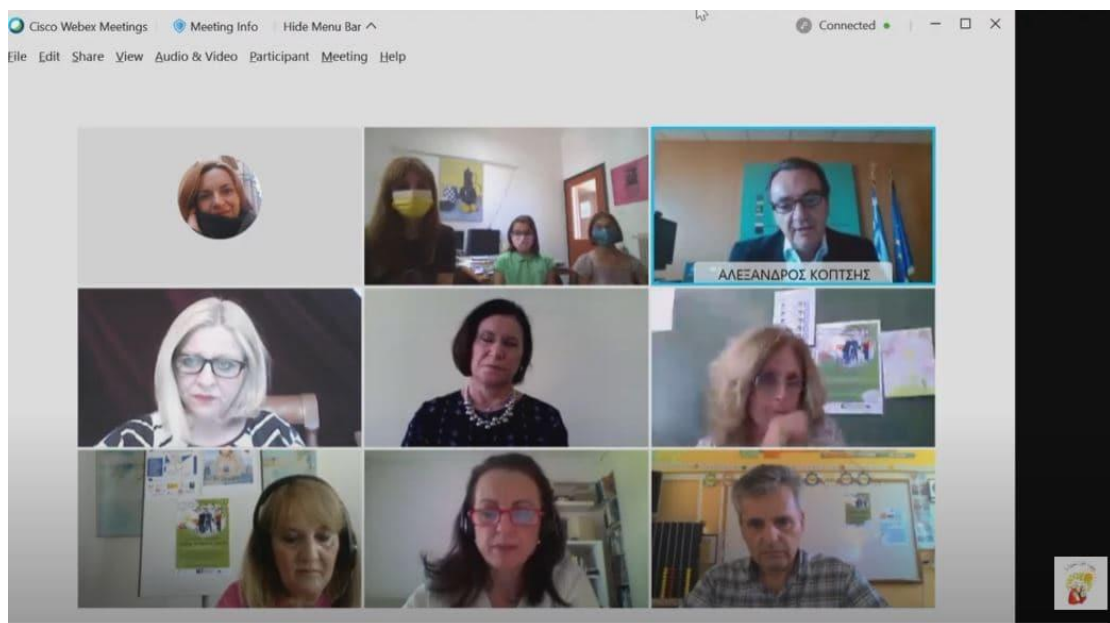 Cisco Webex Meetings Meeting Info Hide Menu Bar Connected
File Edit Share View Audio & Video Participant Meeting Help
ΑΛΕΞΑΝΔΡΟΣ ΚΟΠΤΣΗΣ